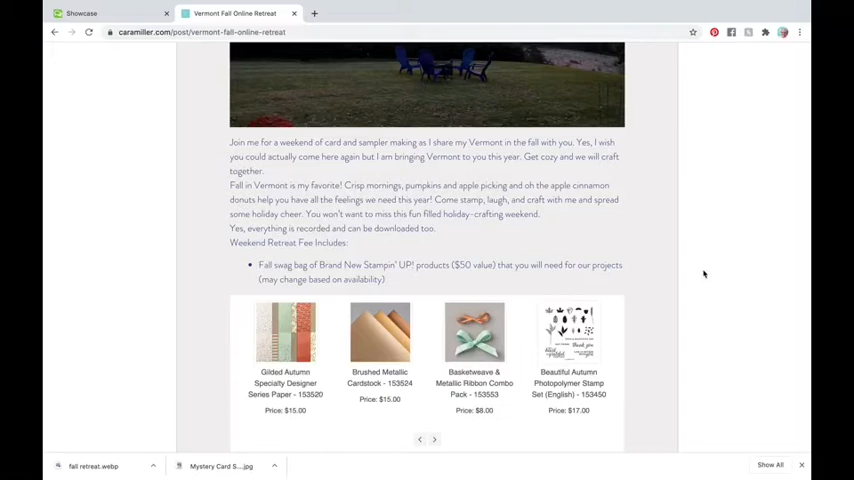 Showcase
Vermont Fall Online Retreat
caramiller.com/post/vermont-fall-online-retreat
Join me for a weekend of card and sampler making as I share my Vermont in the fall with you. Yes, I wish
you could actually come here again but I am bringing Vermont to you this year. Get cozy and we will craft
together.
Fall in Vermont is my favorite! Crisp mornings, pumpkins and apple picking and oh the apple cinnamon
donuts help you have all the feelings we need this year! Come stamp, laugh, and craft with me and spread
some holiday cheer. You won't want to miss this fun filled holiday-crafting weekend.
Yes, everything is recorded and can be downloaded too.
Weekend Retreat Fee Includes:
• Fall swag bag of Brand New Stampin' UP! products ($50 value) that you will need for our projects
(may change based on availability)
thank you
Gilded Autumn
Specialty Designer
Series Paper - 153520
Price: $15.00
Brushed Metallic
Cardstock - 153524
Price: $15.00
Basketweave &
Metallic Ribbon Combo
Pack - 153553
Price: $8.00
Beautiful Autumn
Photopolymer Stamp
Set (English) - 153450
Price: $17.00
fall retreat.webp
Mystery Card S....jpg
Show All